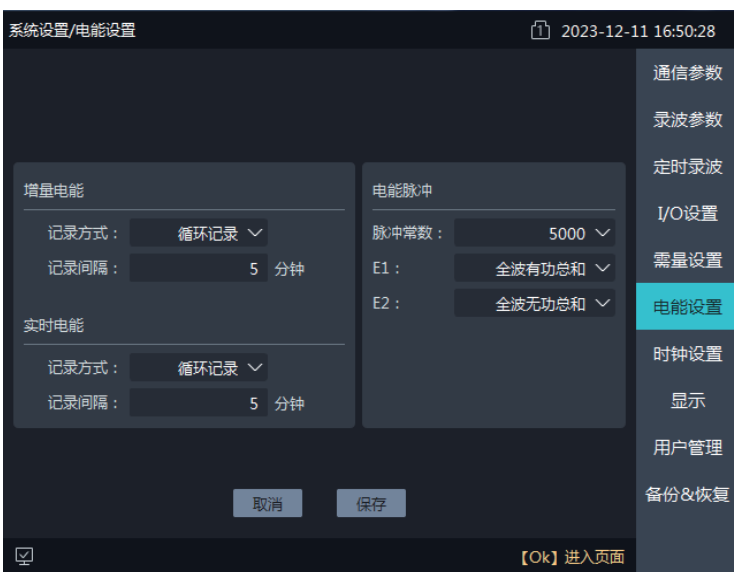 系统设置/电能设置
1 2023-12-11 16:50:28
增量电能
记录方式： 循环记录
记录间隔： 5 分钟
实时电能
记录方式： 循环记录
记录间隔： 5 分钟
电能脉冲
脉冲常数： 5000
E1： 全波有功总和
E2： 全波无功总和
取消
保存
通信参数
录波参数
定时录波
I/O设置
需量设置
电能设置
时钟设置
显示
用户管理
备份&恢复
【Ok】进入页面